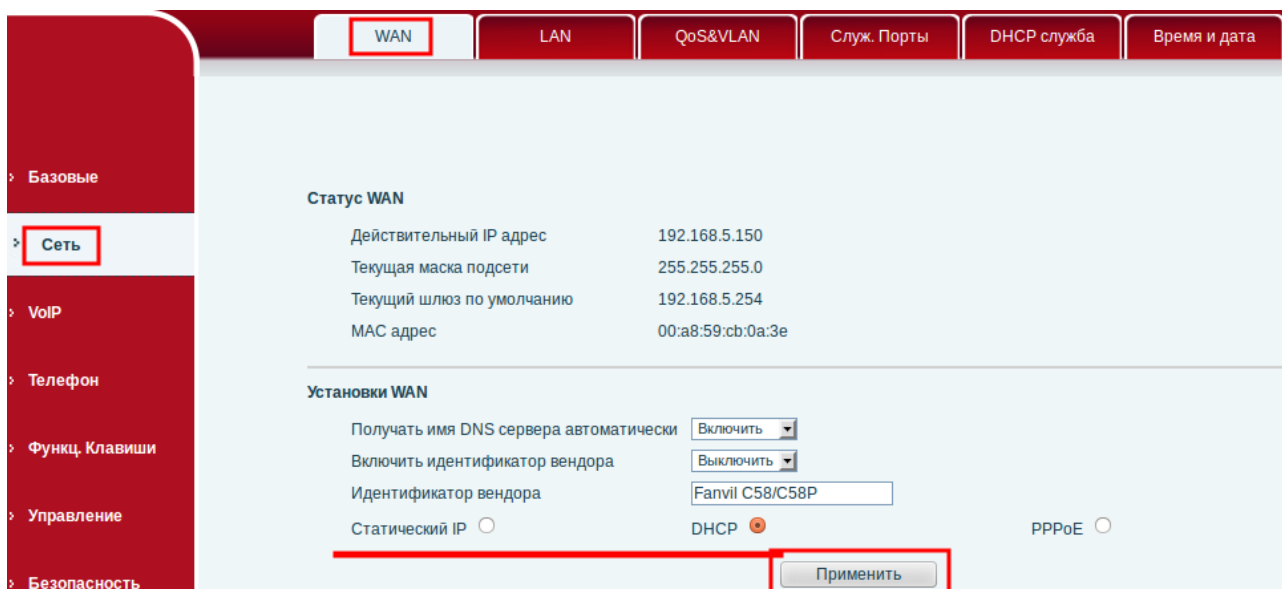 WAN LAN QoS&VLAN Служ. Порты DHCP служба Время и дата
Базовые
Сеть
VoIP
Телефон
Функц. Клавиши
Управление
Безопасность
Статус WAN
Действительный IP адрес 192.168.5.150
Текущая маска подсети 255.255.255.0
Текущий шлюз по умолчанию 192.168.5.254
MAC адрес 00:a8:59:cb:0a:3e
Установки WAN
Получать имя DNS сервера автоматически Включить
Включить идентификатор вендора Выключить
Идентификатор вендора Fanvil C58/C58P
Статический IP DHCP PPPoE
Применить